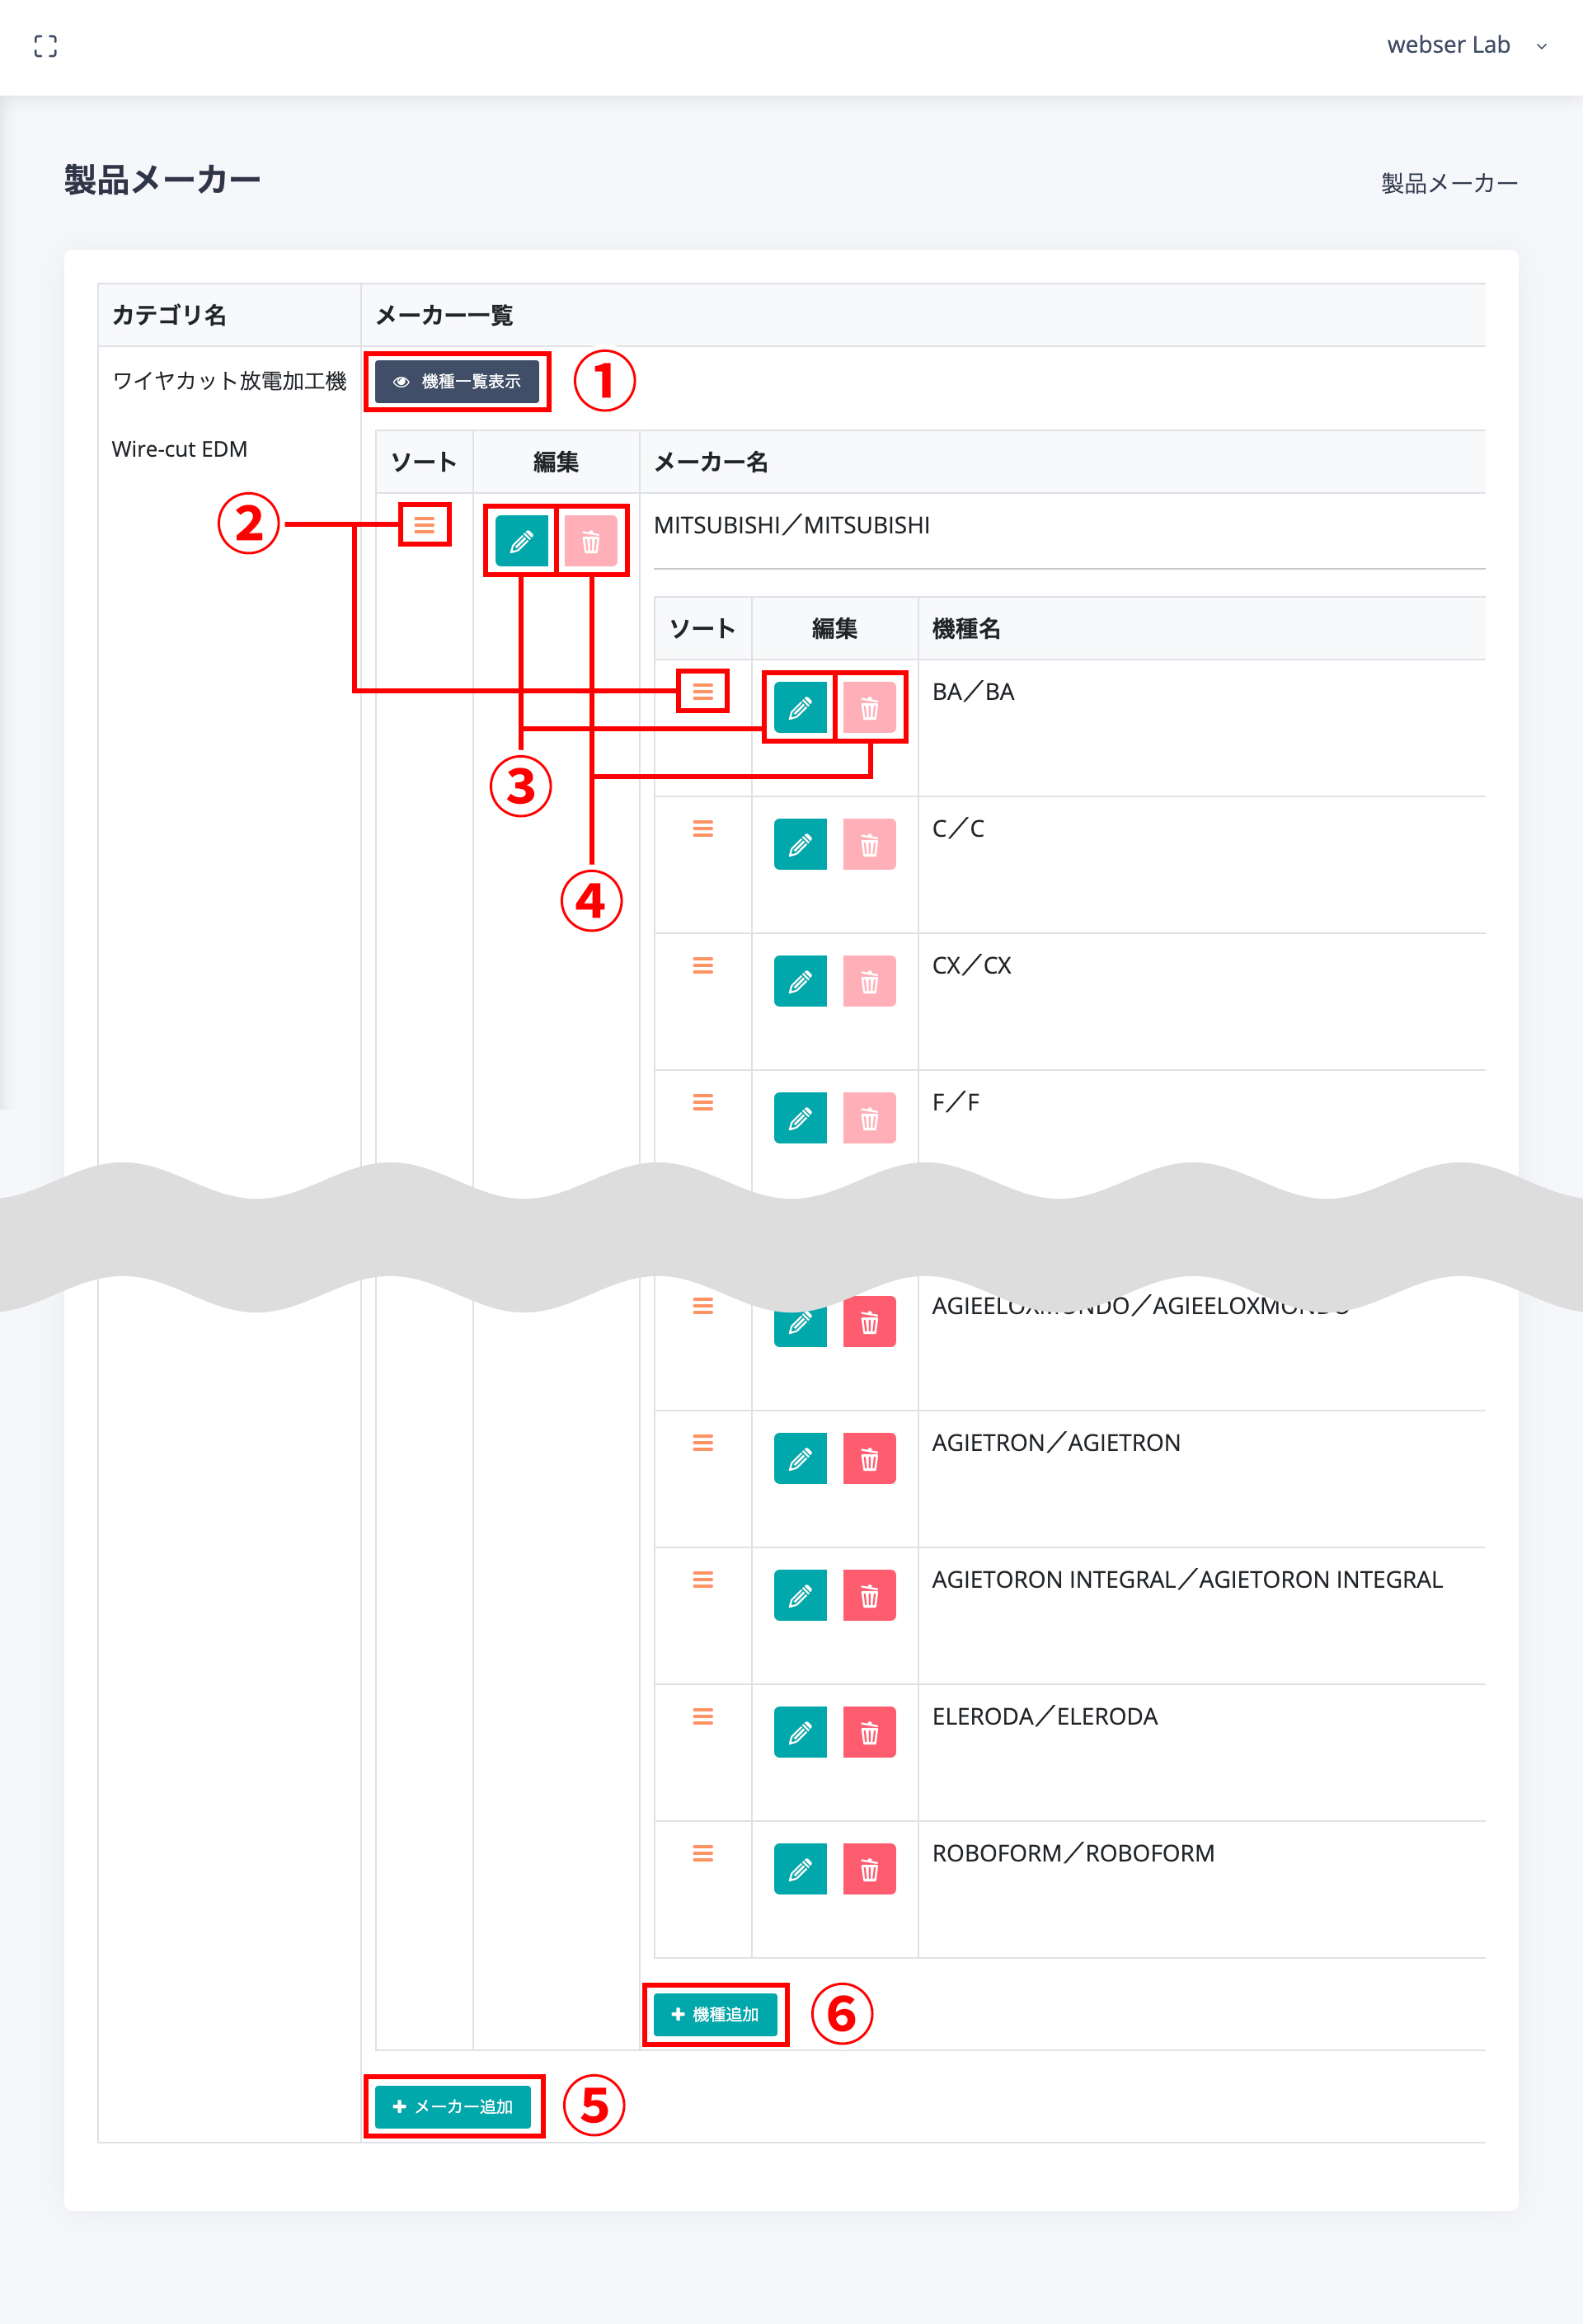 webser Lab
製品メーカー
製品メーカー
カテゴリ名 メーカー一覧
ワイヤカット放電加工機 機種一覧表示 ①
Wire-cut EDM
ソート 編集 メーカー名
② MITSUBISHI／MITSUBISHI
ソート 編集 機種名
BA／BA
③
C／C
④
CX／CX
F／F
AGIEELOXMONDO／AGIEELOXMONDO
AGIETRON／AGIETRON
AGIETORON INTEGRAL／AGIETORON INTEGRAL
ELERODA／ELERODA
ROBOFORM／ROBOFORM
+ 機種追加 ⑥
+ メーカー追加 ⑤